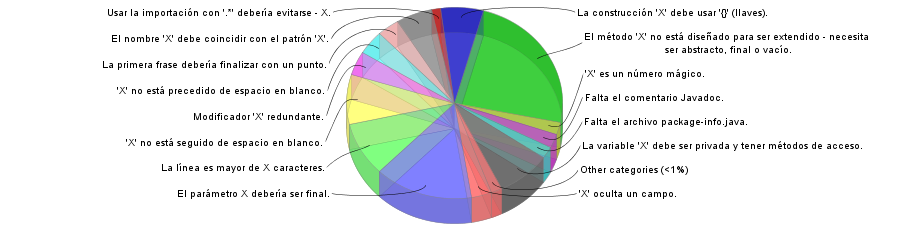 Usar la importación con '.*' debería evitarse - X.
El nombre 'X' debe coincidir con el patrón 'X'.
La primera frase debería finalizar con un punto.
'X' no está precedido de espacio en blanco.
Modificador 'X' redundante.
'X' no está seguido de espacio en blanco.
La línea es mayor de X caracteres.
El parámetro X debería ser final.
La construcción 'X' debe usar '{}' (llaves).
El método 'X' no está diseñado para ser extendido - necesita
ser abstracto, final o vacío.
'X' es un número mágico.
Falta el comentario Javadoc.
Falta el archivo package-info.java.
La variable 'X' debe ser privada y tener métodos de acceso.
Other categories (<1%)
'X' oculta un campo.